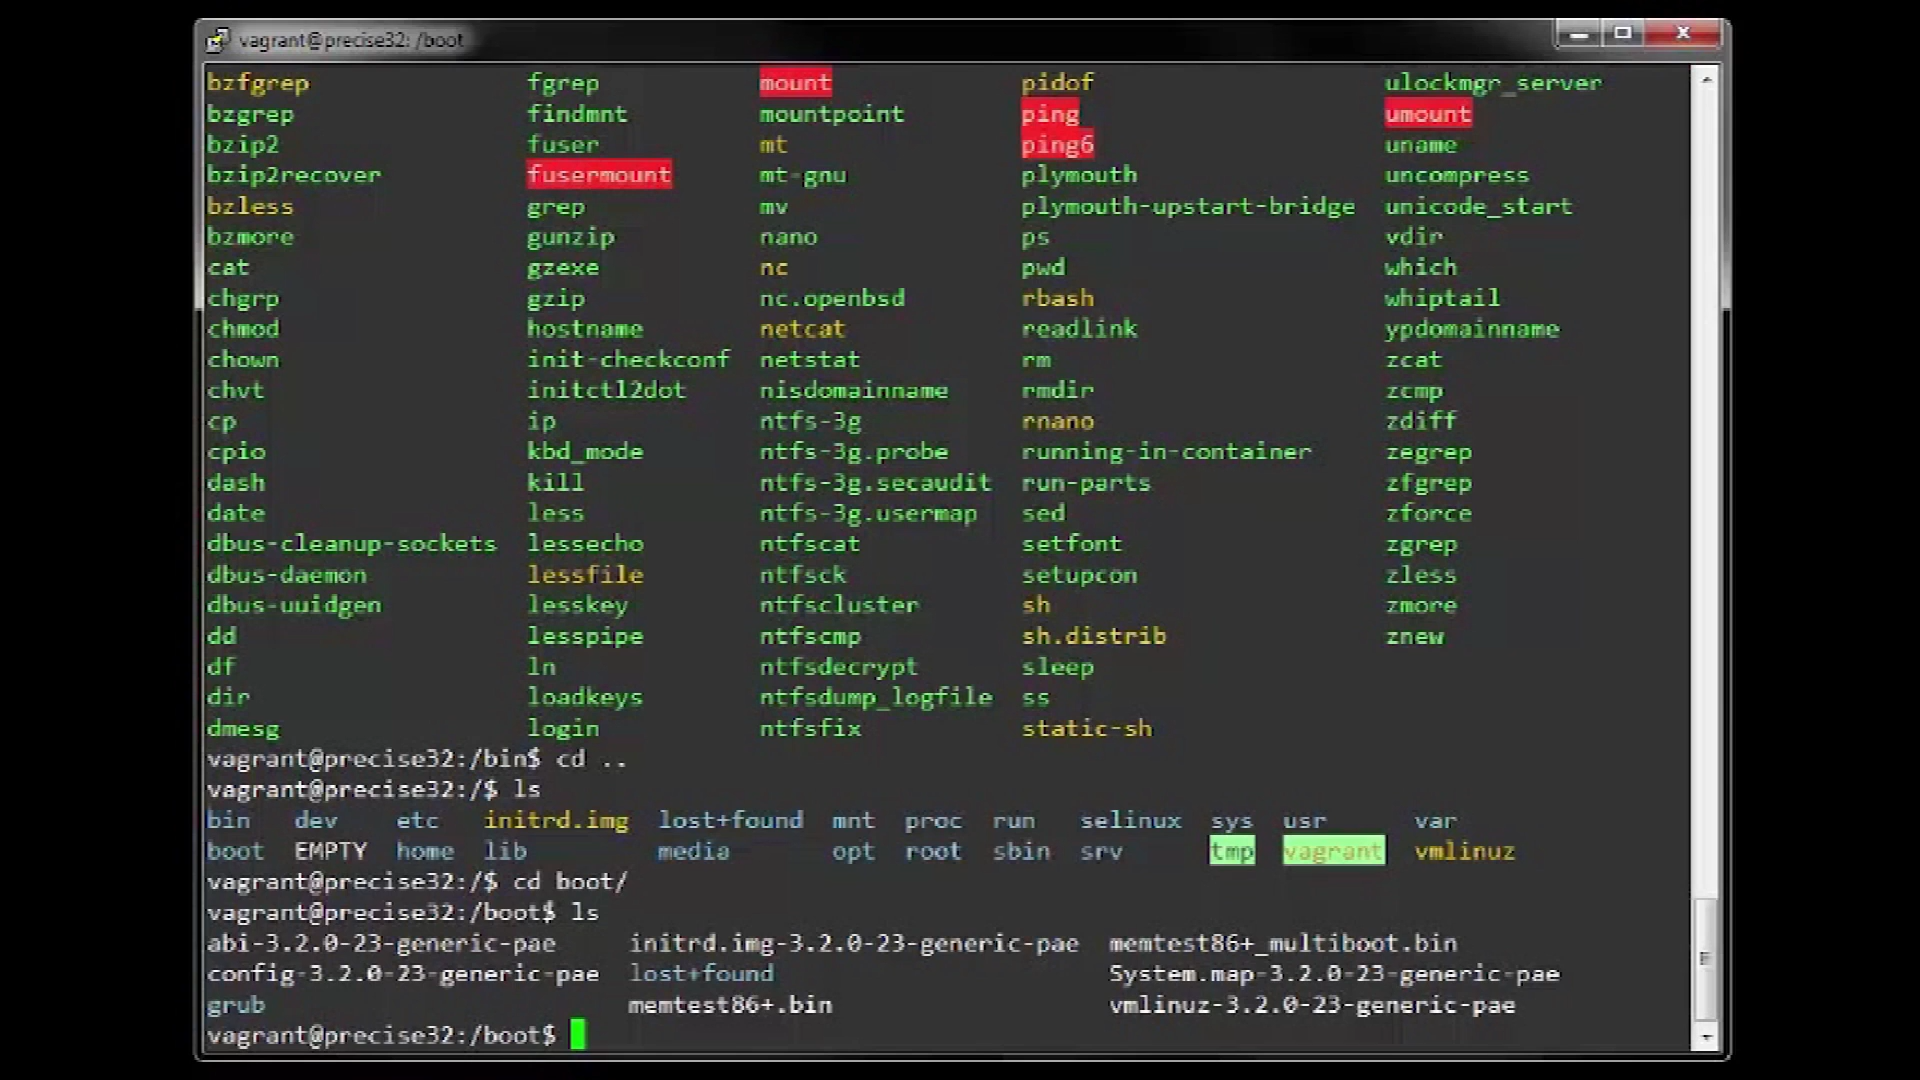 vagrant@precise32: /boot
bzfgrep fgrep mount pidof ulockmgr_server
bzgrep findmnt mountpoint ping umount
bzip2 fuser mt ping6 uname
bzip2recover fusermount mt-gnu plymouth uncompress
bzless grep mv plymouth-upstart-bridge unicode_start
bzmore gunzip nano ps vdir
cat gzexe nc pwd which
chgrp gzip nc.openbsd rbash whiptail
chmod hostname netcat readlink ypdomainname
chown init-checkconf netstat rm zcat
chvt initctl2dot nisdomainname rmdir zcmp
cp ip ntfs-3g rnano zdiff
cpio kbd_mode ntfs-3g.probe running-in-container zegrep
dash kill ntfs-3g.secaudit run-parts zfgrep
date less ntfs-3g.usermap sed zforce
dbus-cleanup-sockets lessecho ntfscat setfont zgrep
dbus-daemon lessfile ntfsck setupcon zless
dbus-uuidgen lesskey ntfscluster sh zmore
dd lesspipe ntfscmp sh.distrib znew
df ln ntfsdecrypt sleep
dir loadkeys ntfsdump_logfile ss
dmesg login ntfsfix static-sh
vagrant@precise32:/bin$ cd ..
vagrant@precise32:/$ ls
bin dev etc initrd.img lost+found mnt proc run selinux sys usr var
boot EMPTY home lib media opt root sbin srv tmp vagrant vmlinuz
vagrant@precise32:/$ cd boot/
vagrant@precise32:/boot$ ls
abi-3.2.0-23-generic-pae initrd.img-3.2.0-23-generic-pae memtest86+_multiboot.bin
config-3.2.0-23-generic-pae lost+found System.map-3.2.0-23-generic-pae
grub memtest86+.bin vmlinuz-3.2.0-23-generic-pae
vagrant@precise32:/boot$